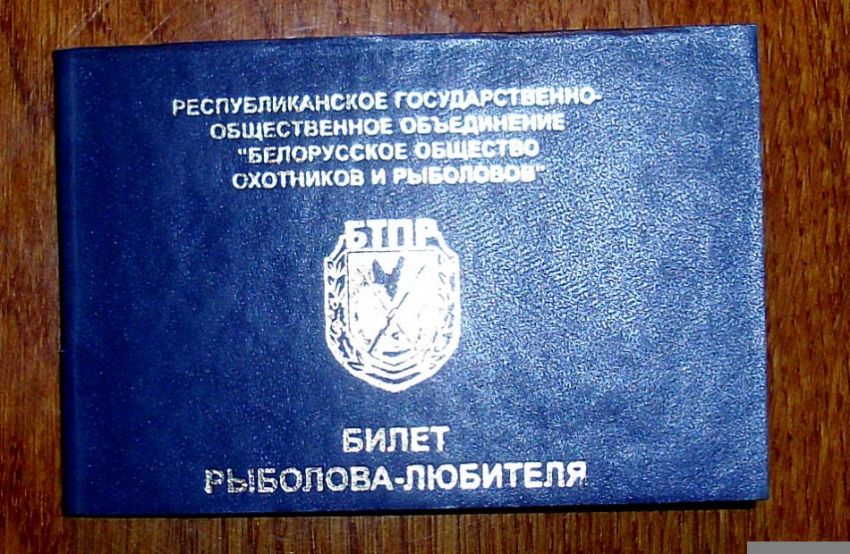 РЕСПУБЛИКАНСКОЕ ГОСУДАРСТВЕННО-
ОБЩЕСТВЕННОЕ ОБЪЕДИНЕНИЕ
"БЕЛОРУССКОЕ ОБЩЕСТВО
ОХОТНИКОВ И РЫБОЛОВОВ"
БТПР
БИЛЕТ
РЫБОЛОВА-ЛЮБИТЕЛЯ